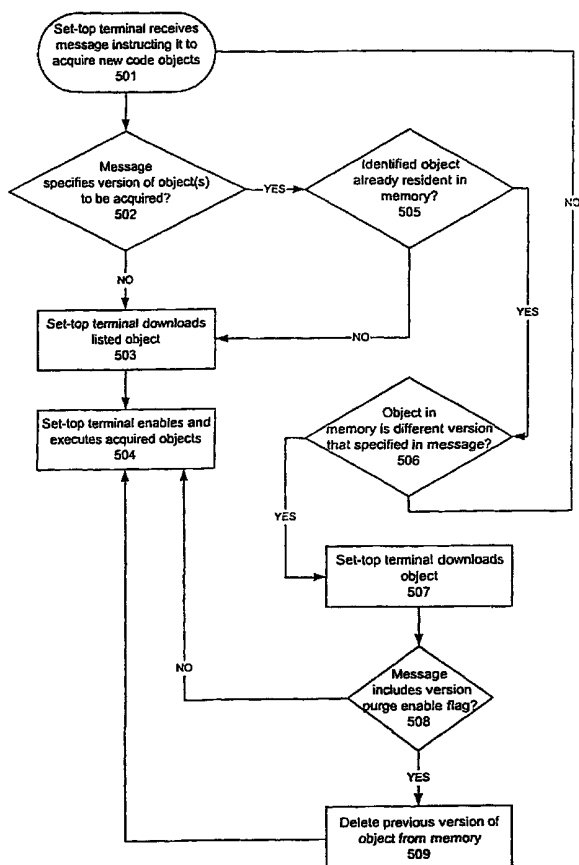 Set-top terminal receives
message instructing it to
acquire new code objects
501
Message
specifies version of object(s)
to be acquired?
502
YES
Identified object
already resident in
memory?
505
NO
NO
YES
NO
Set-top terminal downloads
listed object
503
Set-top terminal enables and
executes acquired objects
504
Object in
memory is different version
that specified in message?
506
YES
Set-top terminal downloads
object
507
NO
Message
includes version
purge enable flag?
508
YES
Delete previous version of
object from memory
509